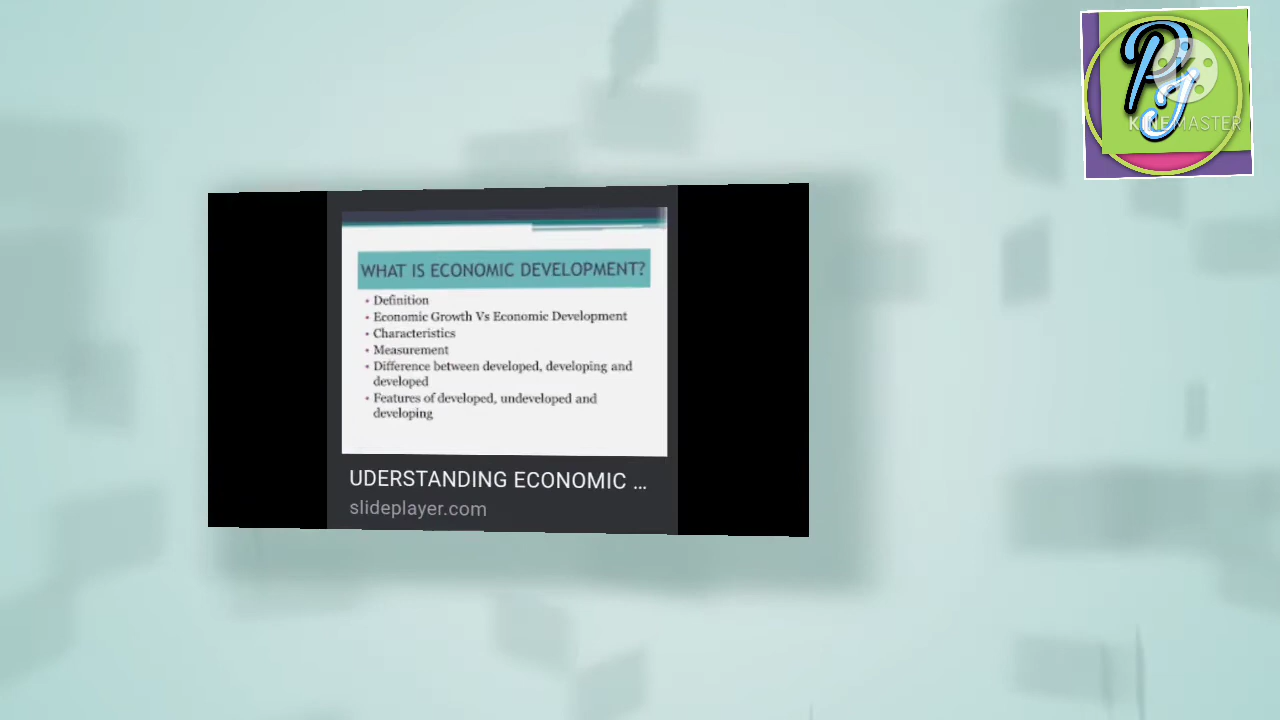 Pg
KINEMASTER
WHAT IS ECONOMIC DEVELOPMENT?
• Definition
• Economic Growth Vs Economic Development
• Characteristics
• Measurement
• Difference between developed, developing and
developed
• Features of developed, undeveloped and
developing
UDERSTANDING ECONOMIC ...
slideplayer.com